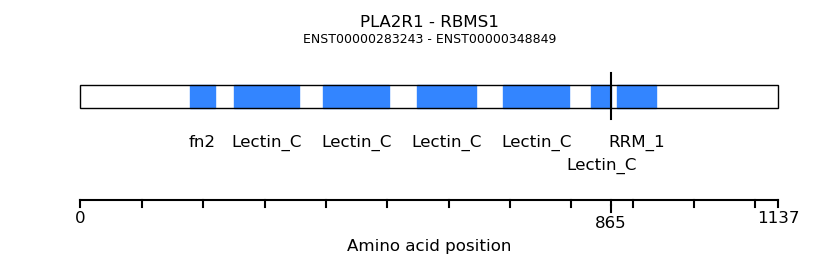 PLA2R1 - RBMS1
ENST00000283243 - ENST00000348849
fn2 Lectin_C Lectin_C Lectin_C Lectin_C RRM_1
Lectin_C
0 865 1137
Amino acid position